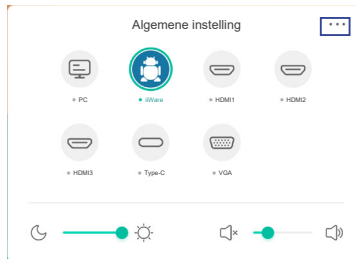 Algemene instelling
PC
iiWare
HDMI1
HDMI2
HDMI3
Type-C
VGA